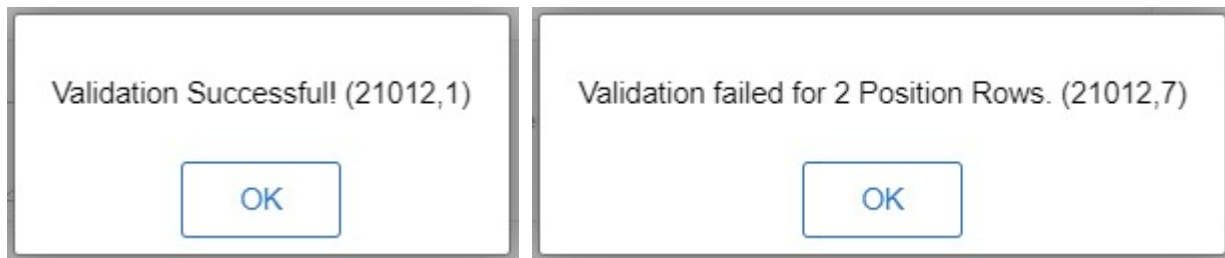 Validation Successful! (21012,1)
OK
Validation failed for 2 Position Rows. (21012,7)
OK